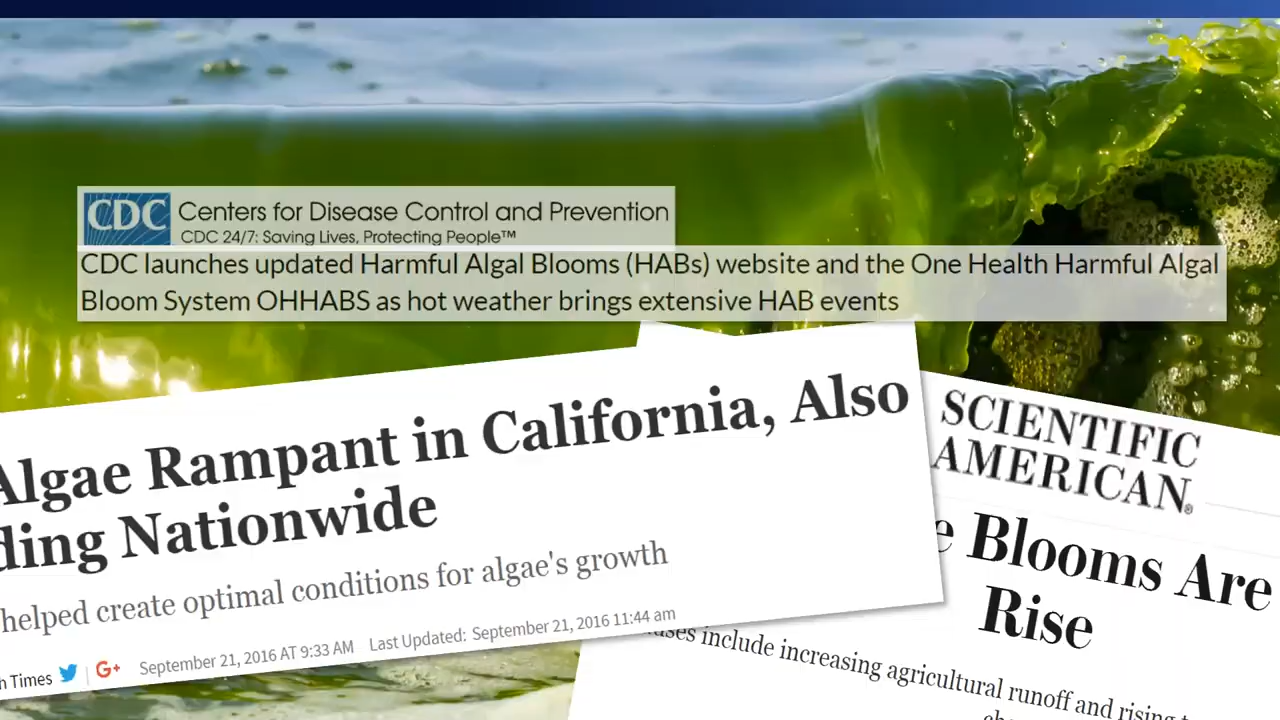 CDC Centers for Disease Control and Prevention
CDC 24/7: Saving Lives, Protecting People™
CDC launches updated Harmful Algal Blooms (HABs) website and the One Health Harmful Algal
Bloom System OHHABS as hot weather brings extensive HAB events
Algae Rampant in California, Also
ding Nationwide
helped create optimal conditions for algae's growth
h Times G+ September 21, 2016 AT 9:33 AM Last Updated: September 21, 2016 11:44 am
SCIENTIFIC
AMERICAN®
e Blooms Are
Rise
include increasing agricultural runoff and rising